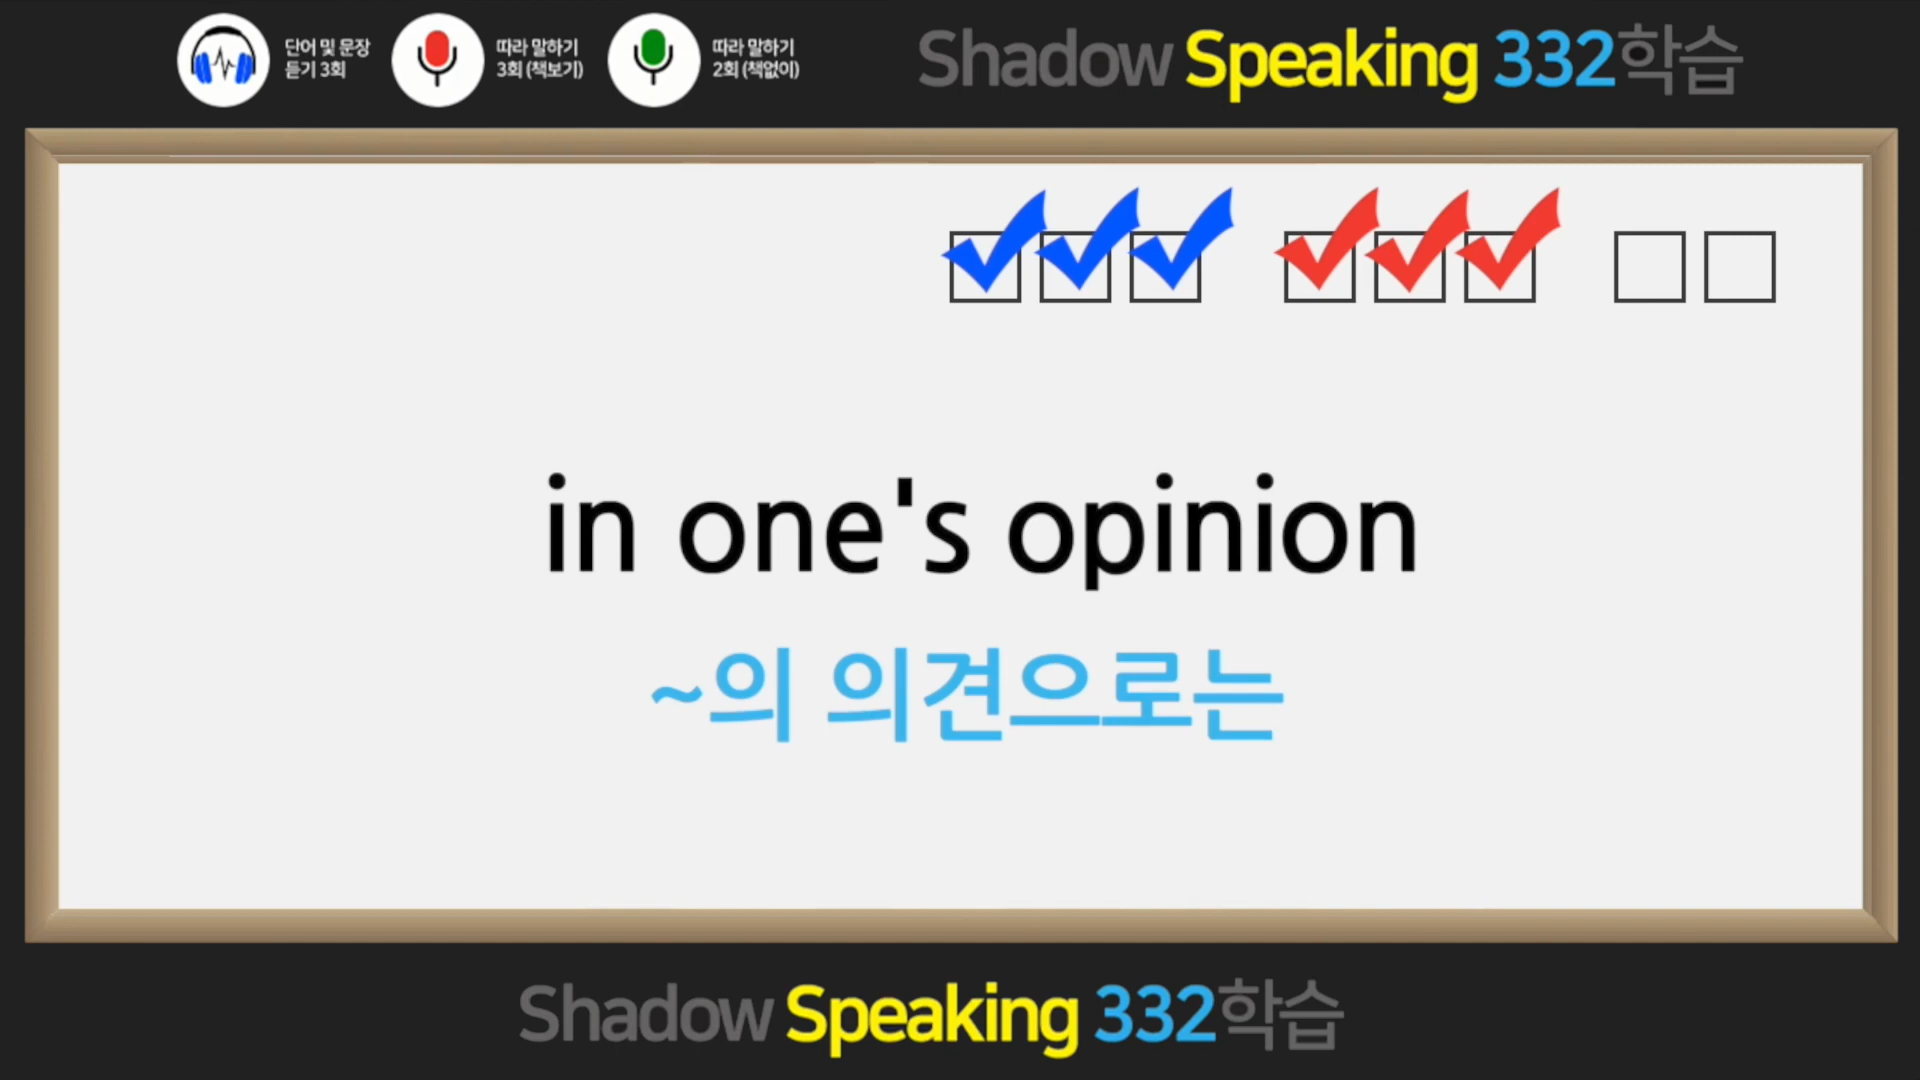 단어 및 문장
듣기 3회
따라 말하기
3회 (책보기)
따라 말하기
2회 (책없이)
Shadow Speaking 332학습
in one's opinion
~의 의견으로는
Shadow Speaking 332학습